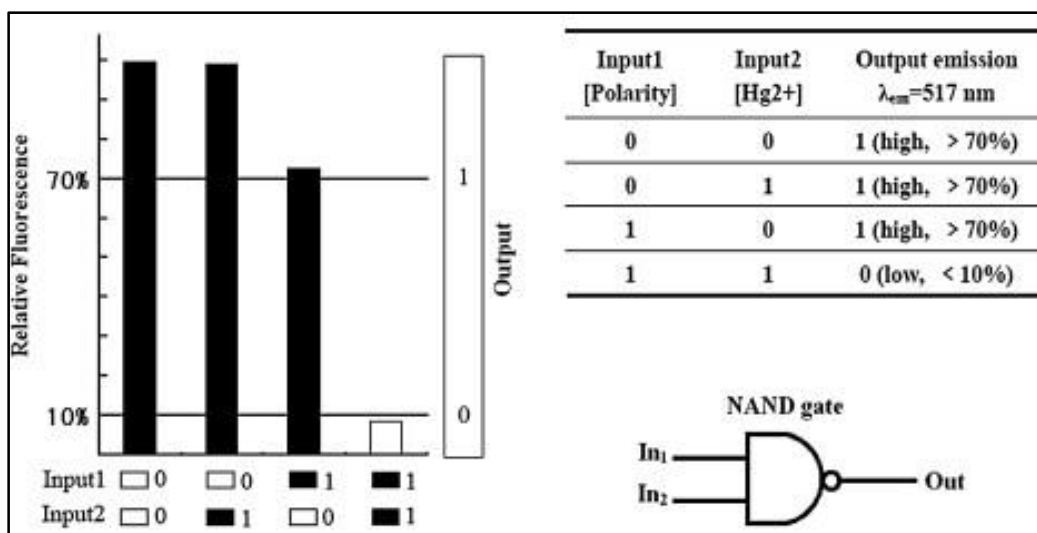 Relative Fluorescence
70%
10%
1
0
Output
Input1 0 0 1 1
Input2 0 1 0 1
Input1 Input2 Output emission
[Polarity] [Hg2+] λem=517 nm
0 0 1 (high, > 70%)
0 1 1 (high, > 70%)
1 0 1 (high, > 70%)
1 1 0 (low, < 10%)
NAND gate
In1
In2
Out